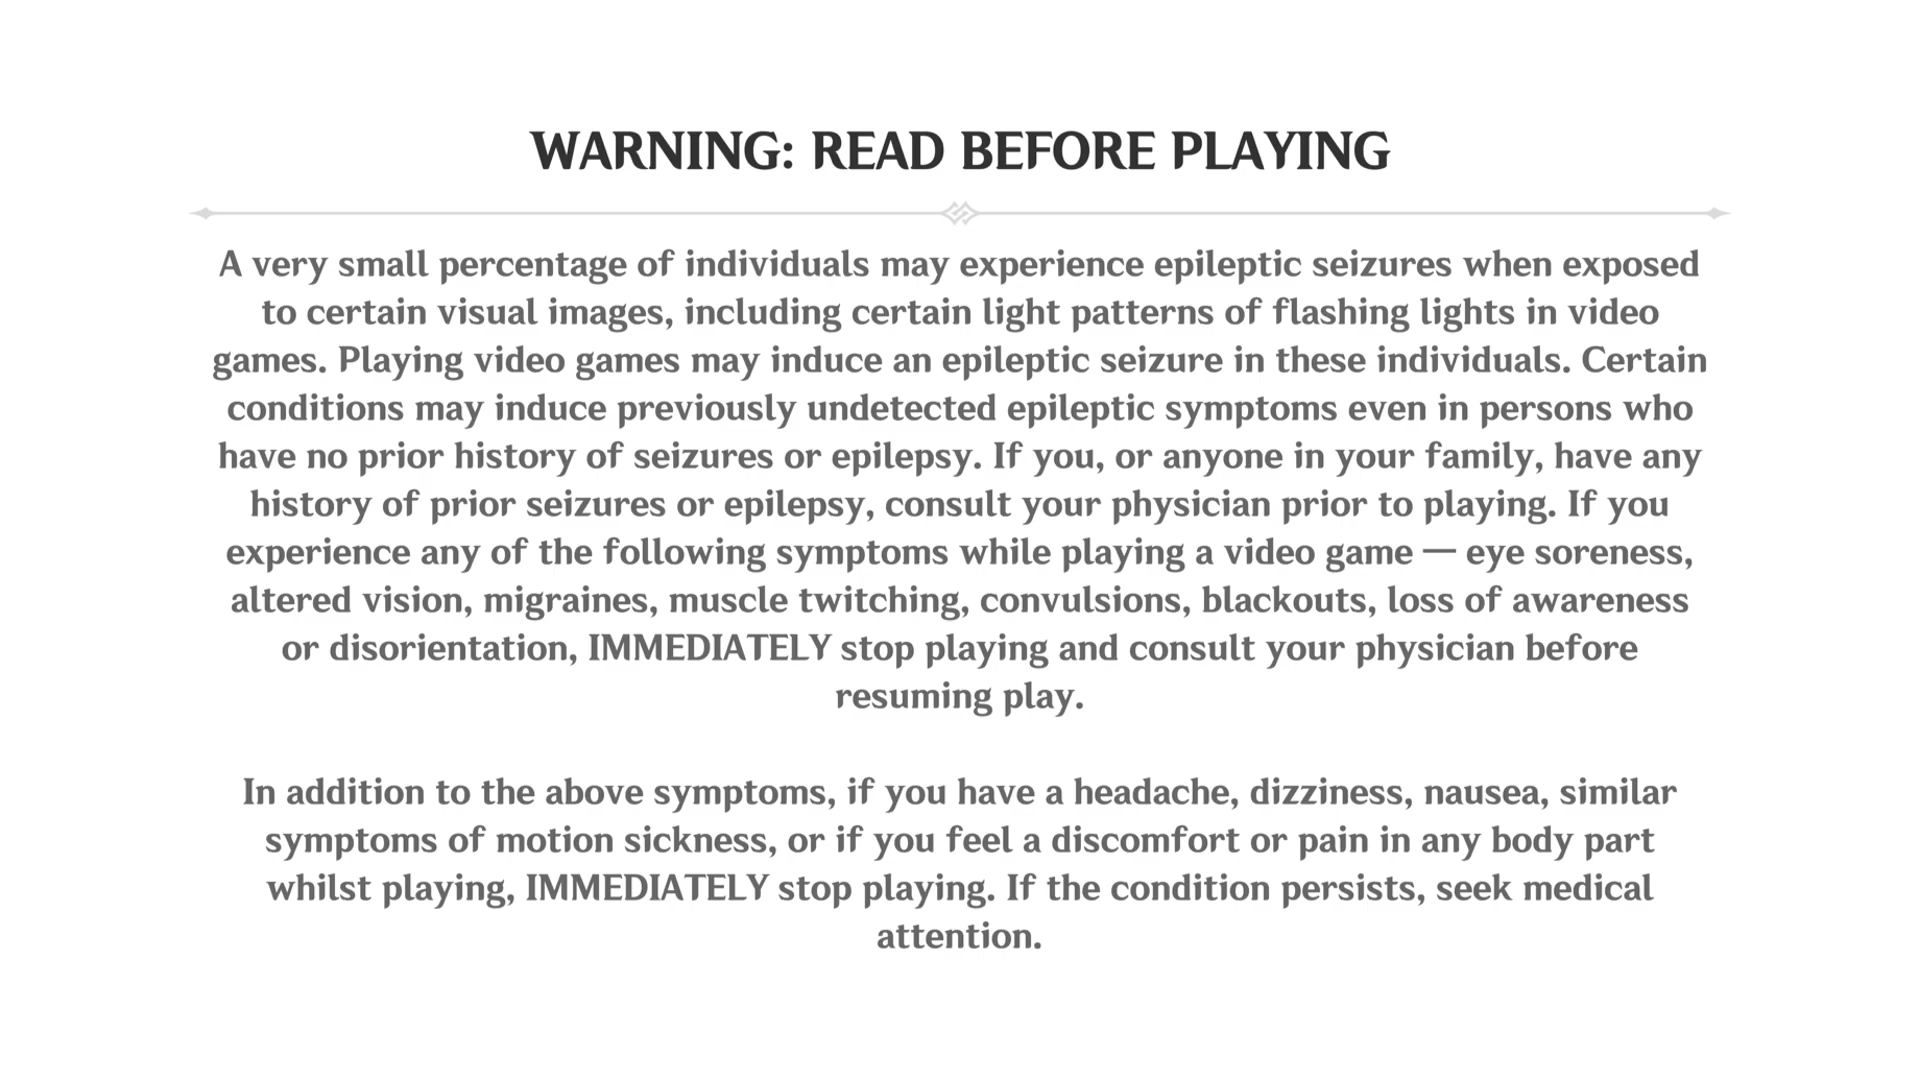 WARNING: READ BEFORE PLAYING
A very small percentage of individuals may experience epileptic seizures when exposed
to certain visual images, including certain light patterns of flashing lights in video
games. Playing video games may induce an epileptic seizure in these individuals. Certain
conditions may induce previously undetected epileptic symptoms even in persons who
have no prior history of seizures or epilepsy. If you, or anyone in your family, have any
history of prior seizures or epilepsy, consult your physician prior to playing. If you
experience any of the following symptoms while playing a video game — eye soreness,
altered vision, migraines, muscle twitching, convulsions, blackouts, loss of awareness
or disorientation, IMMEDIATELY stop playing and consult your physician before
resuming play.
In addition to the above symptoms, if you have a headache, dizziness, nausea, similar
symptoms of motion sickness, or if you feel a discomfort or pain in any body part
whilst playing, IMMEDIATELY stop playing. If the condition persists, seek medical
attention.